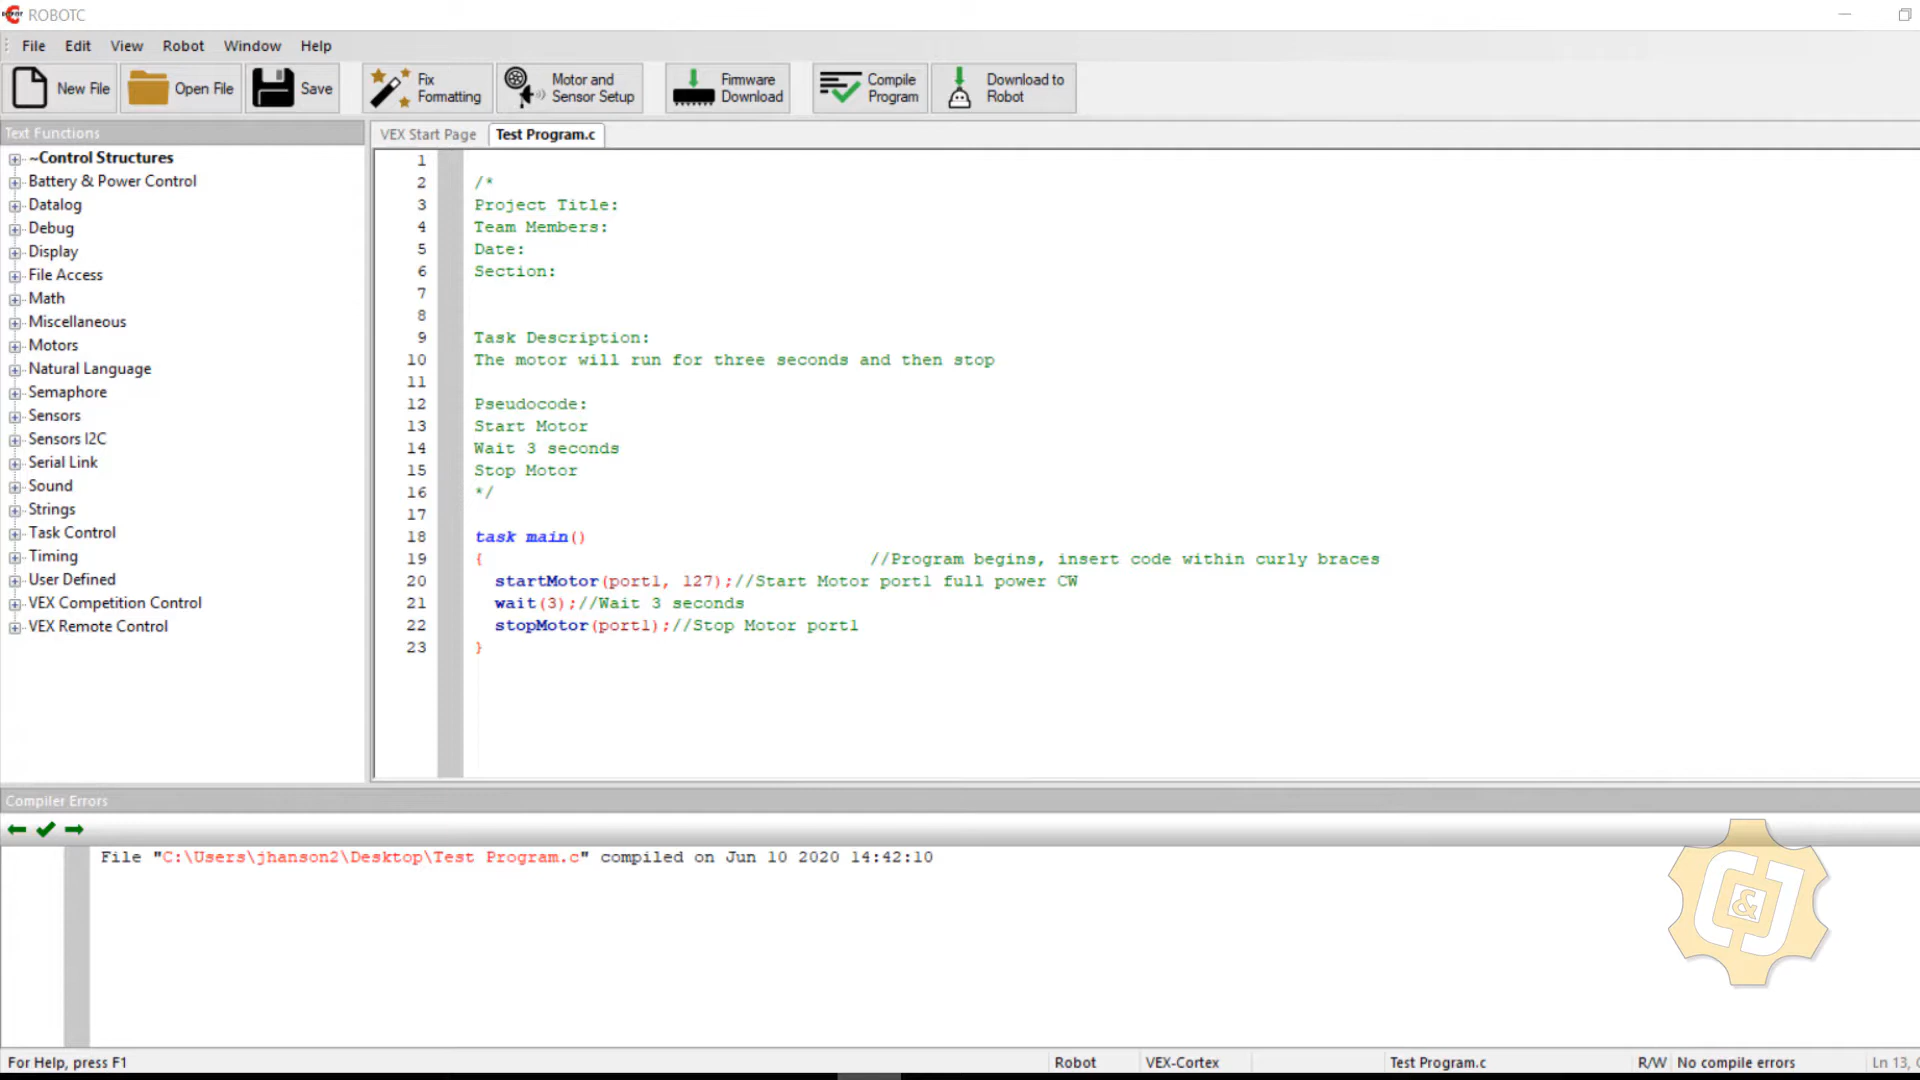 ROBOTC
File Edit View Robot Window Help
New File Open File Save Fix Formatting Motor and Sensor Setup Firmware Download Compile Program Download to Robot
Text Functions
~Control Structures
Battery & Power Control
Datalog
Debug
Display
File Access
Math
Miscellaneous
Motors
Natural Language
Semaphore
Sensors
Sensors I2C
Serial Link
Sound
Strings
Task Control
Timing
User Defined
VEX Competition Control
VEX Remote Control
VEX Start Page Test Program.c
1
2 /*
3 Project Title:
4 Team Members:
5 Date:
6 Section:
7
8
9 Task Description:
10 The motor will run for three seconds and then stop
11
12 Pseudocode:
13 Start Motor
14 Wait 3 seconds
15 Stop Motor
16 */
17
18 task main()
19 { //Program begins, insert code within curly braces
20 startMotor(port1, 127);//Start Motor port1 full power CW
21 wait(3);//Wait 3 seconds
22 stopMotor(port1);//Stop Motor port1
23 }
Compiler Errors
File "C:\Users\jhanson2\Desktop\Test Program.c" compiled on Jun 10 2020 14:42:10
C&J
For Help, press F1 Robot VEX-Cortex Test Program.c R/W No compile errors Ln 13,